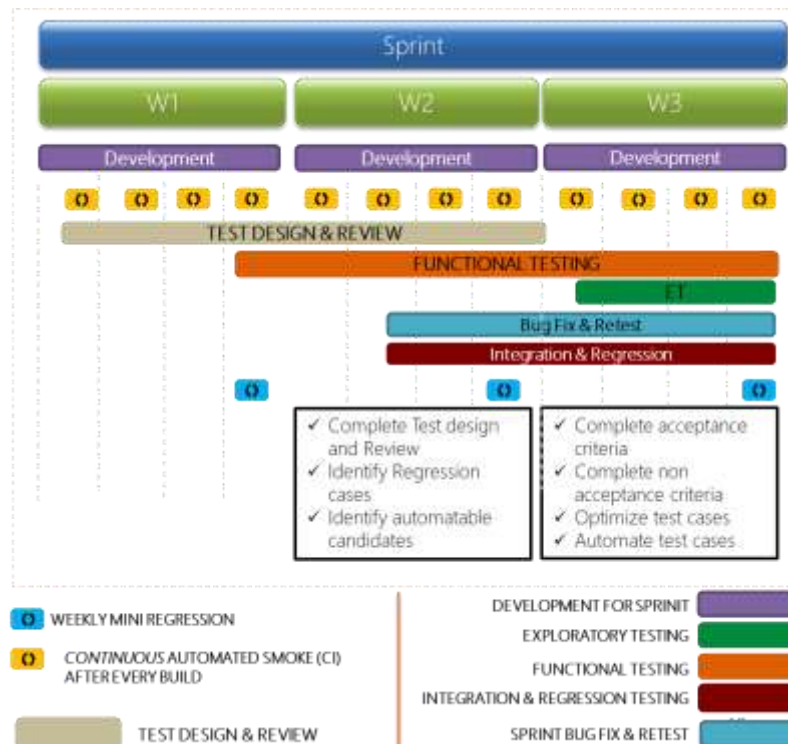 Sprint
W1 W2 W3
Development Development Development
TEST DESIGN & REVIEW
FUNCTIONAL TESTING
ET
Bug Fix & Retest
Integration & Regression
✓ Complete Test design
and Review
✓ Identify Regression
cases
✓ Identify automatable
candidates
✓ Complete acceptance
criteria
✓ Complete non
acceptance criteria
✓ Optimize test cases
✓ Automate test cases
WEEKLY MINI REGRESSION
CONTINUOUS AUTOMATED SMOKE (CI)
AFTER EVERY BUILD
TEST DESIGN & REVIEW
DEVELOPMENT FOR SPRINIT
EXPLORATORY TESTING
FUNCTIONAL TESTING
INTEGRATION & REGRESSION TESTING
SPRINT BUG FIX & RETEST